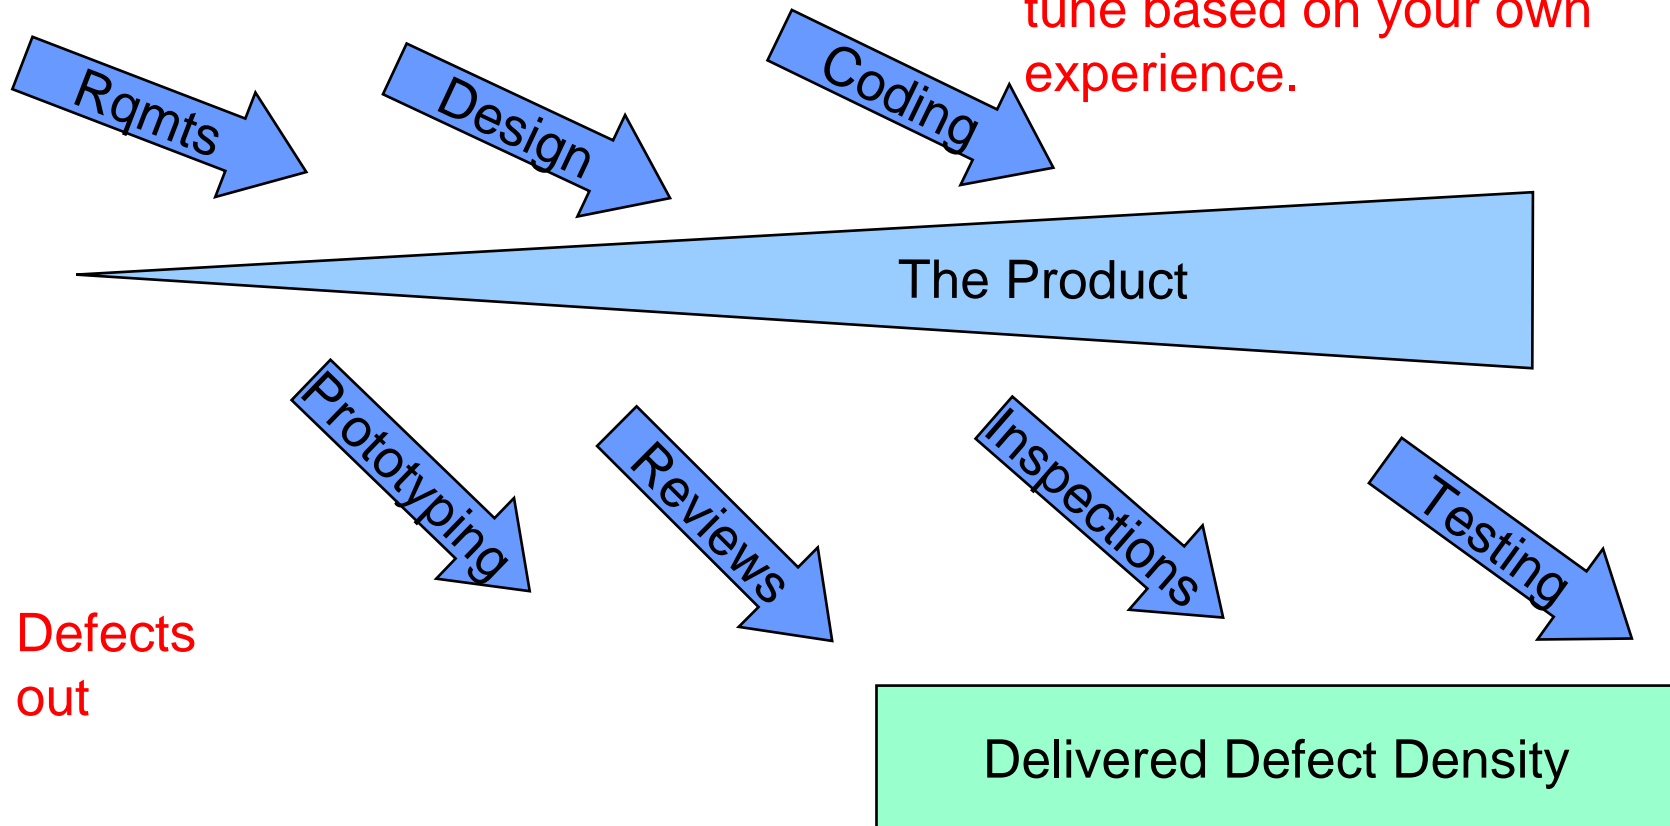 tune based on your own
experience.
Rqmts
Design
Coding
The Product
Prototyping
Reviews
Inspections
Testing
Defects
out
Delivered Defect Density